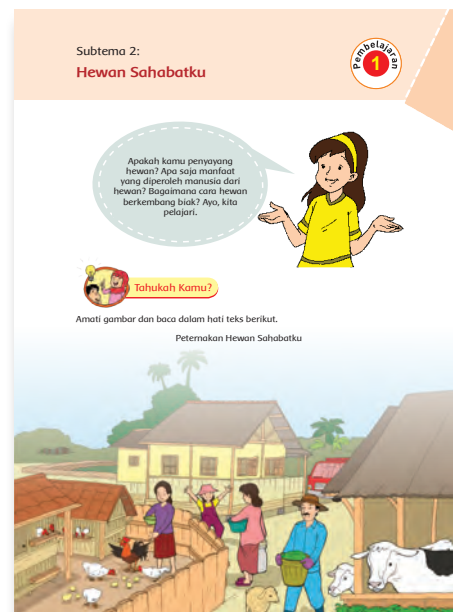 Subtema 2:
Hewan Sahabatku
Pembelajaran
1
Apakah kamu penyayang
hewan? Apa saja manfaat
yang diperoleh manusia dari
hewan? Bagaimana cara hewan
berkembang biak? Ayo, kita
pelajari.
Tahukah Kamu?
Amati gambar dan baca dalam hati teks berikut.
Peternakan Hewan Sahabatku